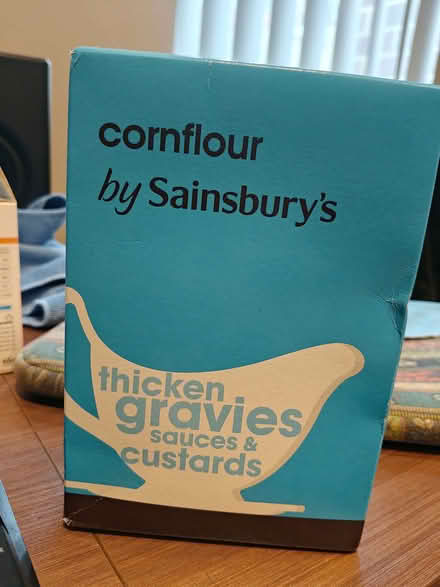 cornflour
by Sainsbury's
thicken
gravies
sauces &
custards